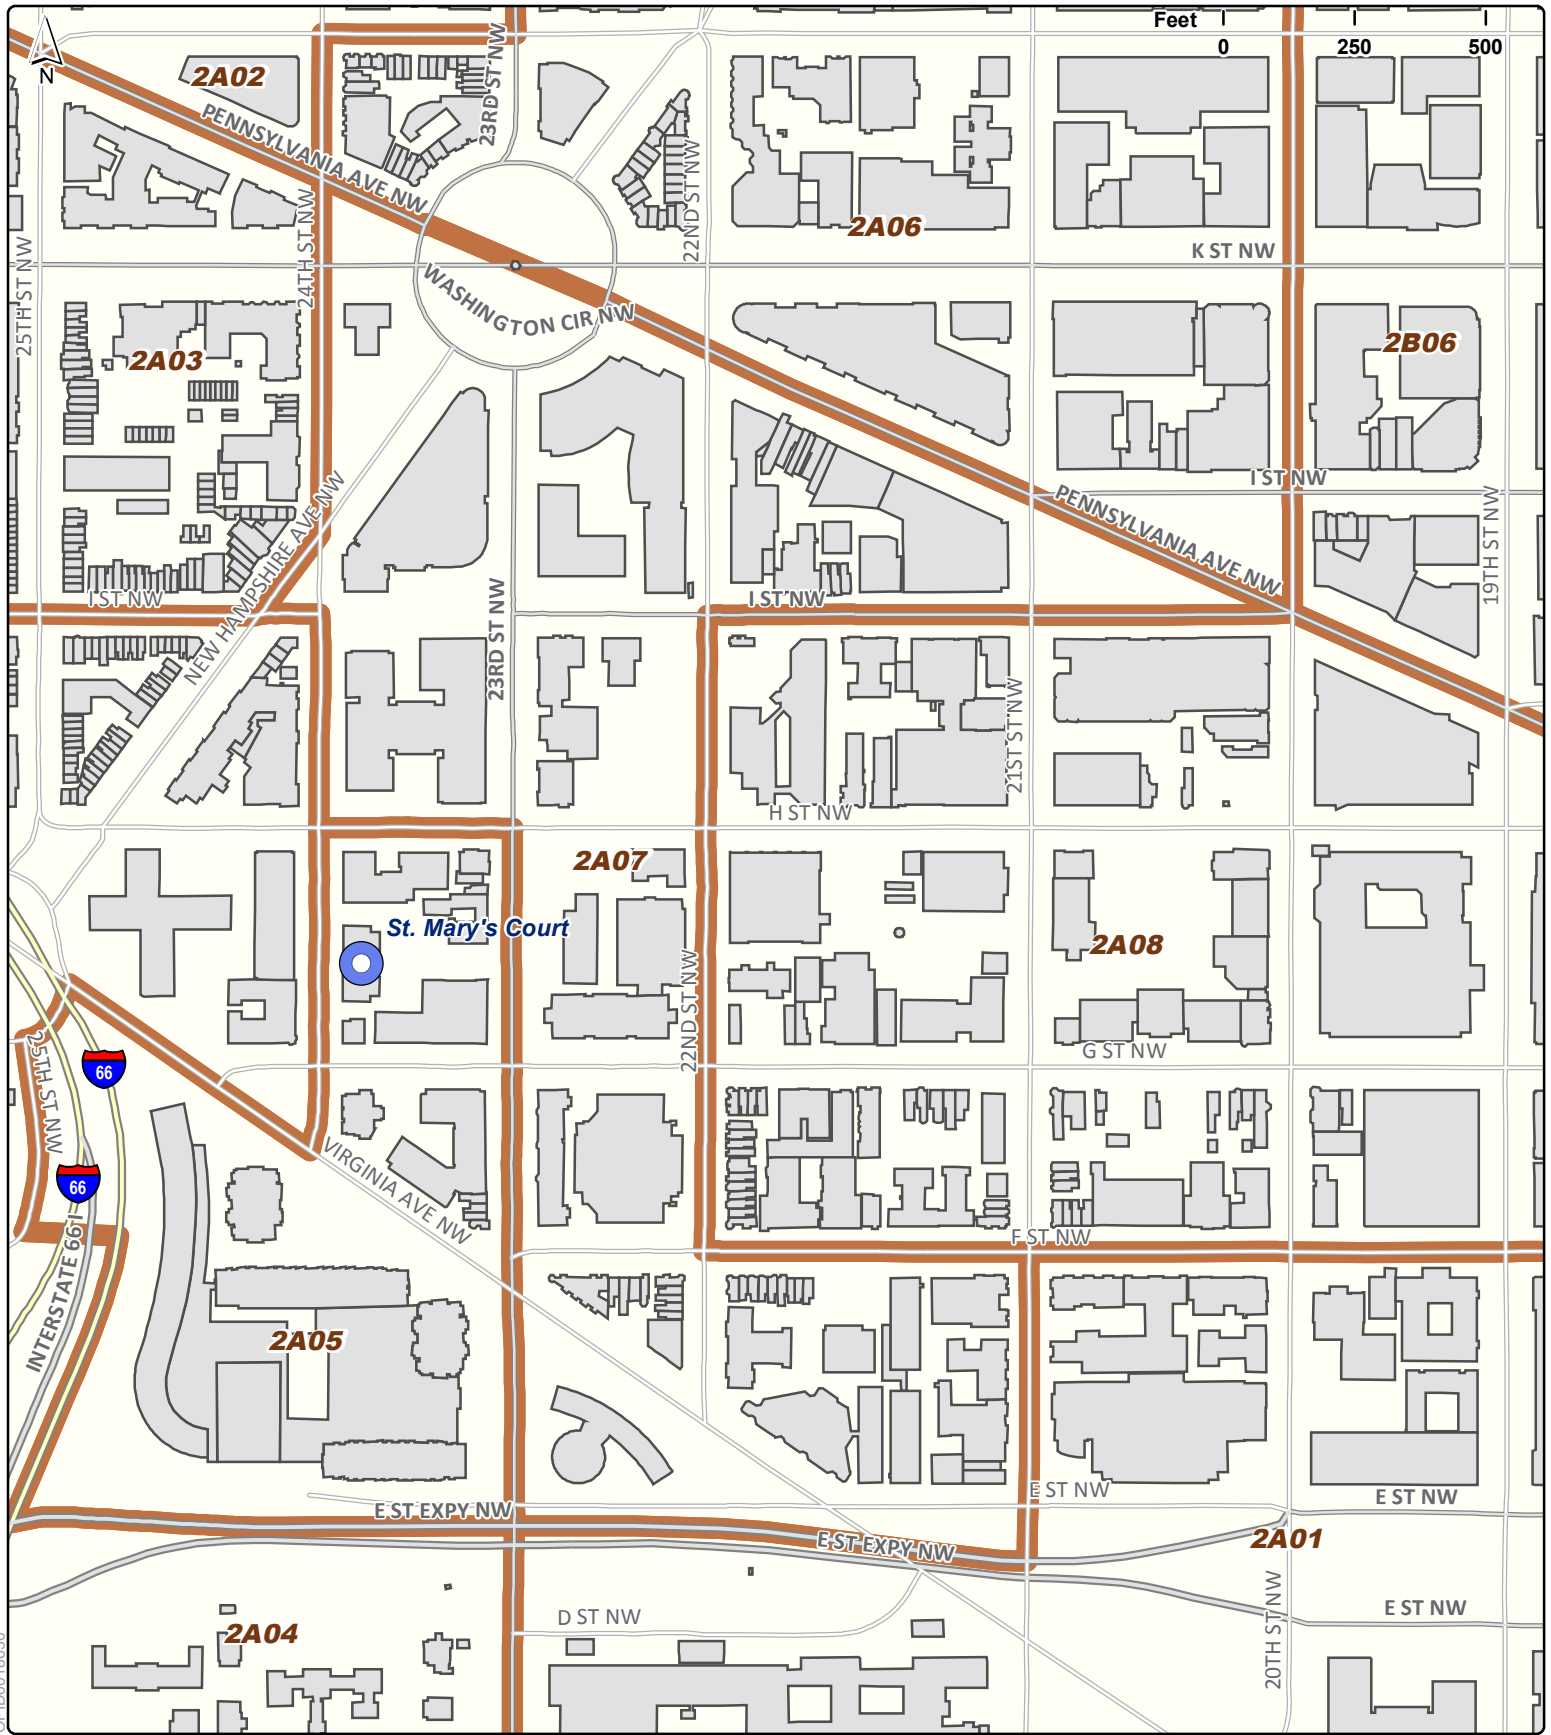 Feet
0 250 500
N
2A02
23RD ST NW
PENNSYLVANIA AVE NW
22ND ST NW
2A06
24TH ST NW
25TH ST NW
K ST NW
WASHINGTON CIR NW
2A03
2B06
I ST NW
NEW HAMPSHIRE AVE NW
PENNSYLVANIA AVE NW
19TH ST NW
I ST NW
I ST NW
23RD ST NW
21ST ST NW
H ST NW
2A07
St. Mary's Court
2A08
22ND ST NW
25TH ST NW
66
G ST NW
66
VIRGINIA AVE NW
F ST NW
INTERSTATE 66 I
2A05
E ST NW
E ST EXPY NW
E ST NW
E ST EXPY NW
2A01
20TH ST NW
D ST NW
E ST NW
2A04